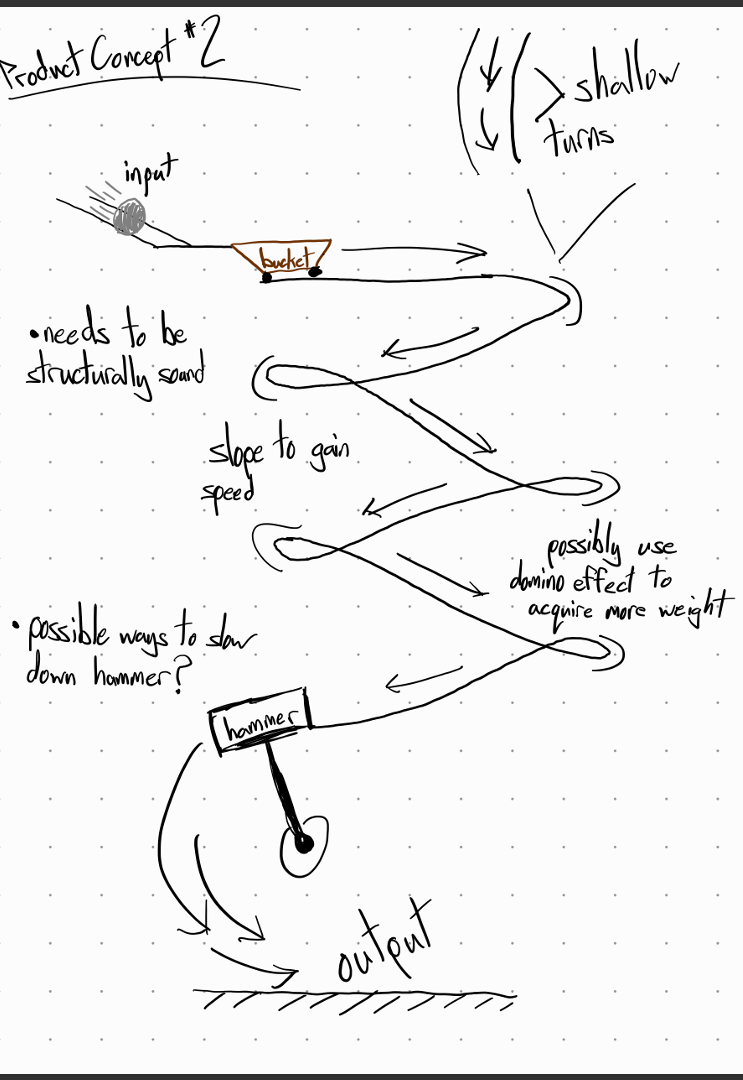 Product Concept #2
shallow
turns
input
bucket
•needs to be
structurally sound
slope to gain
speed
possibly use
domino effect to
acquire more weight
• possible ways to slow
down hammer?
hammer
output